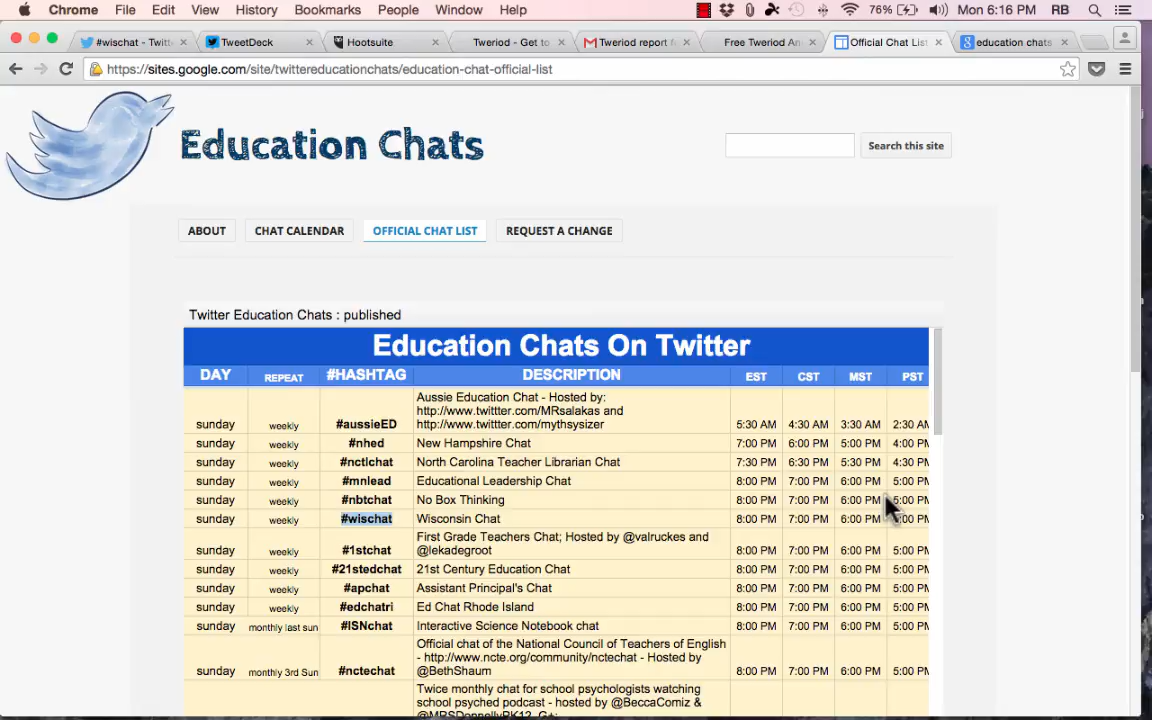 Chrome File Edit View History Bookmarks People Window Help 76% Mon 6:16 PM RB
#wischat - Twitt TweetDeck Hootsuite Tweriod - Get to Tweriod report f Free Tweriod An Official Chat List education chats
https://sites.google.com/site/twittereducationchats/education-chat-official-list
Education Chats
Search this site
ABOUT CHAT CALENDAR OFFICIAL CHAT LIST REQUEST A CHANGE
Twitter Education Chats : published
Education Chats On Twitter
DAY REPEAT #HASHTAG DESCRIPTION EST CST MST PST
Aussie Education Chat - Hosted by:
http://www.twittter.com/MRsalakas and
sunday weekly #aussieED http://www.twittter.com/mythsysizer 5:30 AM 4:30 AM 3:30 AM 2:30 AM
sunday weekly #nhed New Hampshire Chat 7:00 PM 6:00 PM 5:00 PM 4:00 PM
sunday weekly #nctlchat North Carolina Teacher Librarian Chat 7:30 PM 6:30 PM 5:30 PM 4:30 PM
sunday weekly #mnlead Educational Leadership Chat 8:00 PM 7:00 PM 6:00 PM 5:00 PM
sunday weekly #nbtchat No Box Thinking 8:00 PM 7:00 PM 6:00 PM 5:00 PM
sunday weekly #wischat Wisconsin Chat 8:00 PM 7:00 PM 6:00 PM 5:00 PM
First Grade Teachers Chat; Hosted by @valruckes and
sunday weekly #1stchat @lekadegroot 8:00 PM 7:00 PM 6:00 PM 5:00 PM
sunday weekly #21stedchat 21st Century Education Chat 8:00 PM 7:00 PM 6:00 PM 5:00 PM
sunday weekly #apchat Assistant Principal's Chat 8:00 PM 7:00 PM 6:00 PM 5:00 PM
sunday weekly #edchatri Ed Chat Rhode Island 8:00 PM 7:00 PM 6:00 PM 5:00 PM
sunday monthly last sun #ISNchat Interactive Science Notebook chat 8:00 PM 7:00 PM 6:00 PM 5:00 PM
Official chat of the National Council of Teachers of English
- http://www.ncte.org/community/nctechat - Hosted by
sunday monthly 3rd Sun #nctechat @BethShaum 8:00 PM 7:00 PM 6:00 PM 5:00 PM
Twice monthly chat for school psychologists watching
school psyched podcast - hosted by @BeccaComiz &
@MRSDonnellyPK12, G+: